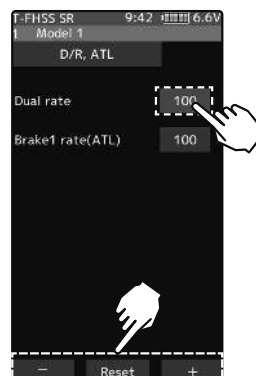 T-FHSS SR 9:42 6.6V
1 Model 1
D/R, ATL
Dual rate 100
Brake1 rate(ATL) 100
− Reset +